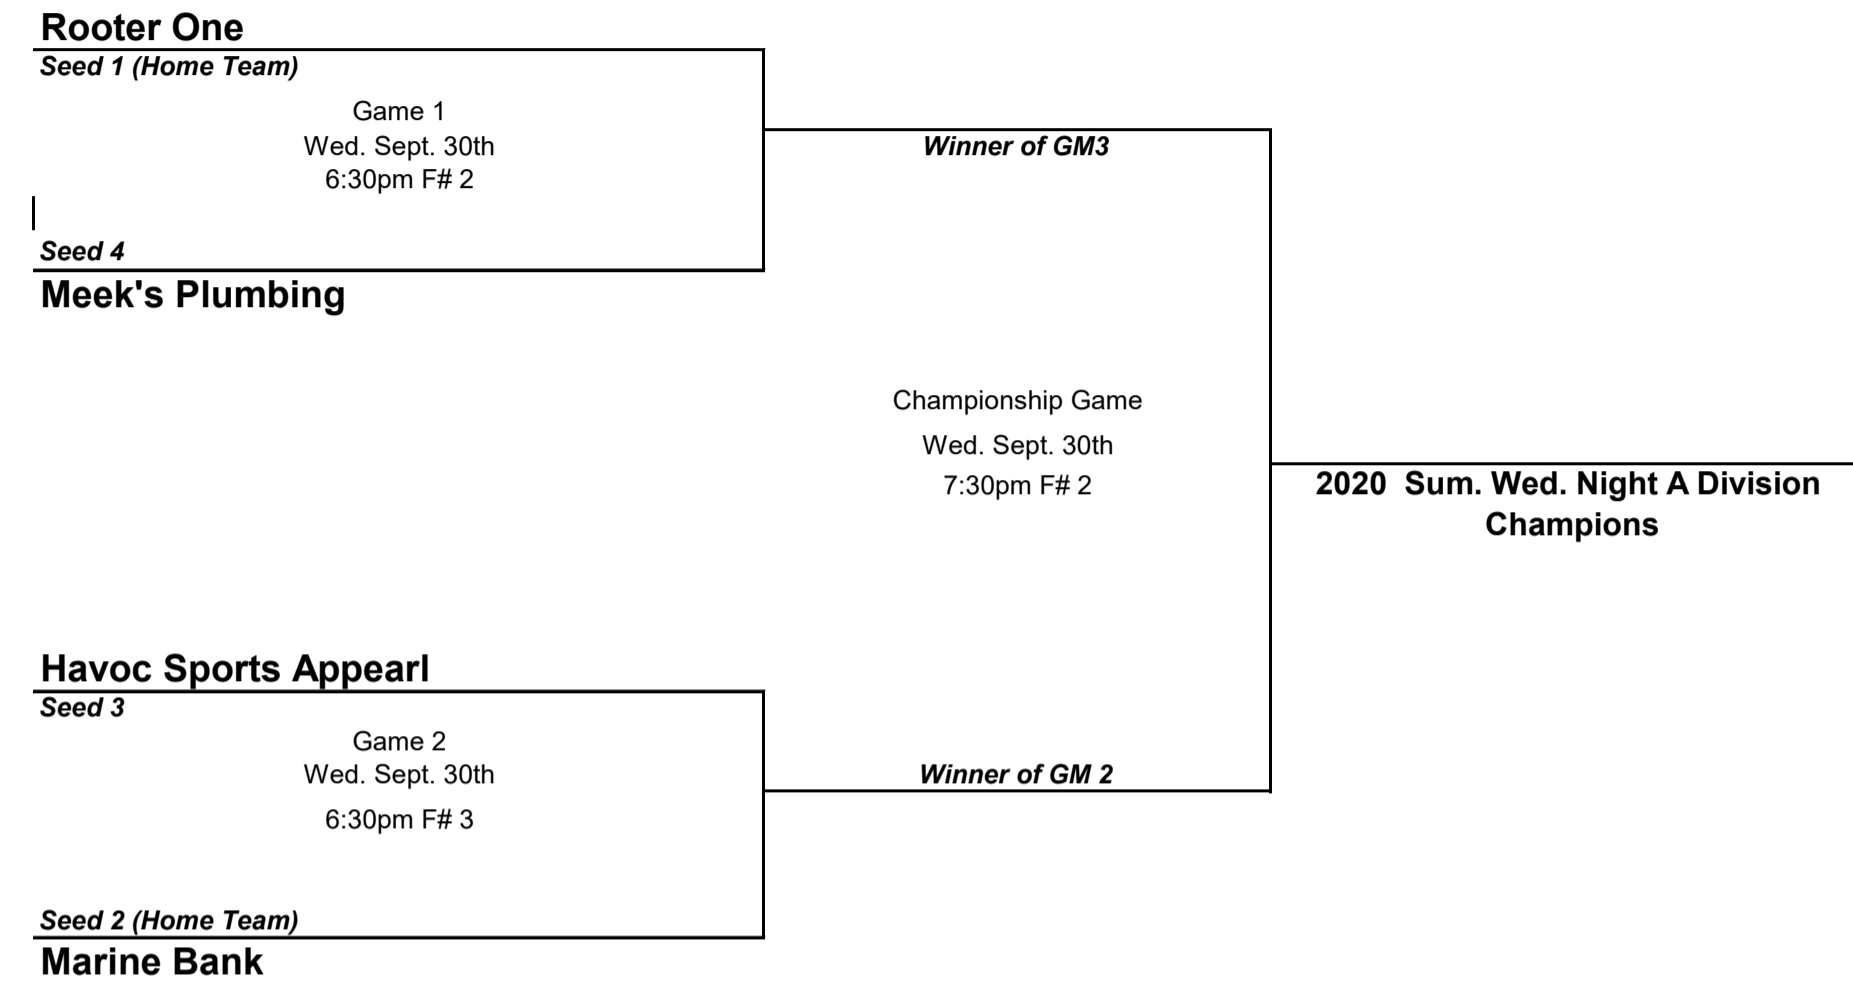 Rooter One
Seed 1 (Home Team)
Game 1
Wed. Sept. 30th
6:30pm F# 2
Seed 4
Meek's Plumbing
Winner of GM3
Championship Game
Wed. Sept. 30th
7:30pm F# 2
2020 Sum. Wed. Night A Division
Champions
Havoc Sports Appearl
Seed 3
Game 2
Wed. Sept. 30th
6:30pm F# 3
Winner of GM 2
Seed 2 (Home Team)
Marine Bank